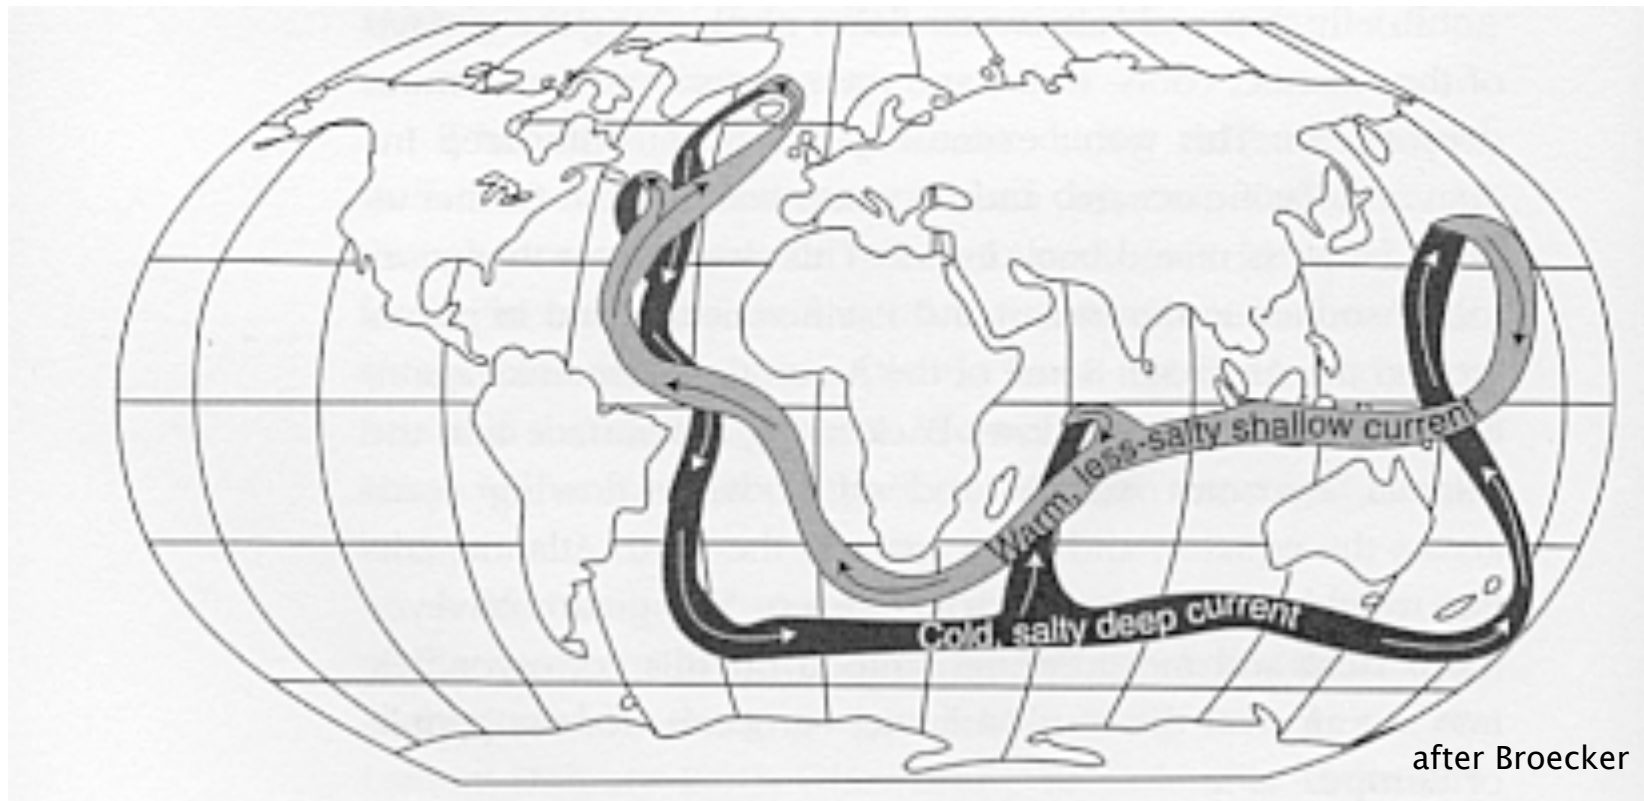 Warm, less-salty shallow current
Cold, salty deep current
after Broecker